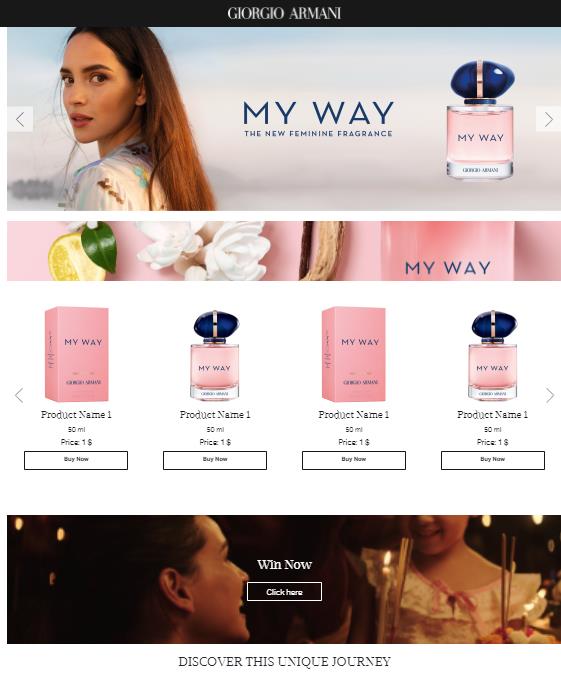 GIORGIO ARMANI
MY WAY
THE NEW FEMININE FRAGRANCE
MY WAY
GIORGIO ARMANI
MY WAY
MY WAY
GIORGIO ARMANI
MY WAY
MY WAY
GIORGIO ARMANI
MY WAY
Product Name 1
50 ml
Price: 1 $
Buy Now
Product Name 1
50 ml
Price: 1 $
Buy Now
Product Name 1
50 ml
Price: 1 $
Buy Now
Product Name 1
50 ml
Price: 1 $
Buy Now
Win Now
Click here
DISCOVER THIS UNIQUE JOURNEY